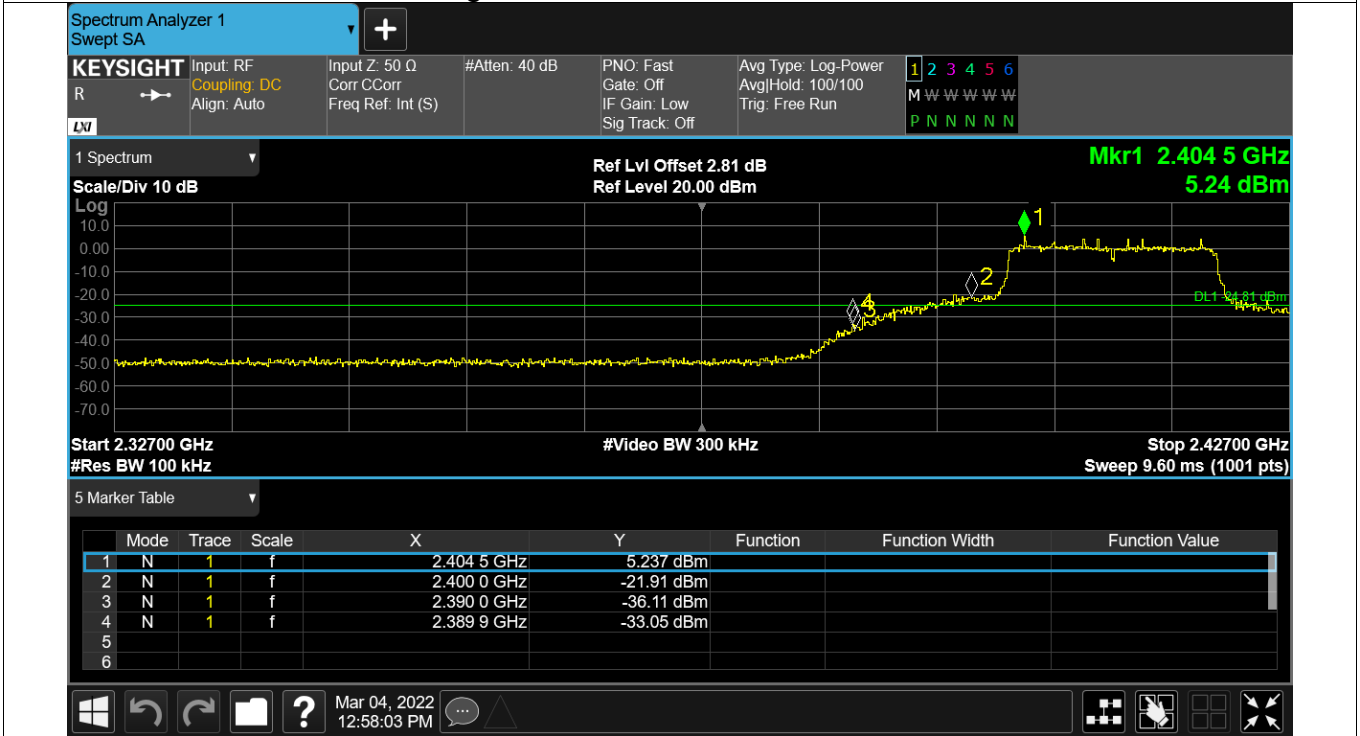 Spectrum Analyzer 1
Swept SA
+
KEYSIGHT
R
LXI
Input: RF
Coupling: DC
Align: Auto
Input Z: 50 Ω
Corr CCorr
Freq Ref: Int (S)
#Atten: 40 dB
PNO: Fast
Gate: Off
IF Gain: Low
Sig Track: Off
Avg Type: Log-Power
Avg|Hold: 100/100
Trig: Free Run
1 2 3 4 5 6
M W W W W W
P N N N N N
1 Spectrum
Scale/Div 10 dB
Ref Lvl Offset 2.81 dB
Ref Level 20.00 dBm
Mkr1 2.404 5 GHz
5.24 dBm
Log
10.0
0.00
-10.0
-20.0
-30.0
-40.0
-50.0
-60.0
-70.0
1
2
4
3
DL1 -24.81 dBm
Start 2.32700 GHz
#Res BW 100 kHz
#Video BW 300 kHz
Stop 2.42700 GHz
Sweep 9.60 ms (1001 pts)
5 Marker Table
Mode Trace Scale X Y Function Function Width Function Value
1 N 1 f 2.404 5 GHz 5.237 dBm
2 N 1 f 2.400 0 GHz -21.91 dBm
3 N 1 f 2.390 0 GHz -36.11 dBm
4 N 1 f 2.389 9 GHz -33.05 dBm
5
6
?
Mar 04, 2022
12:58:03 PM